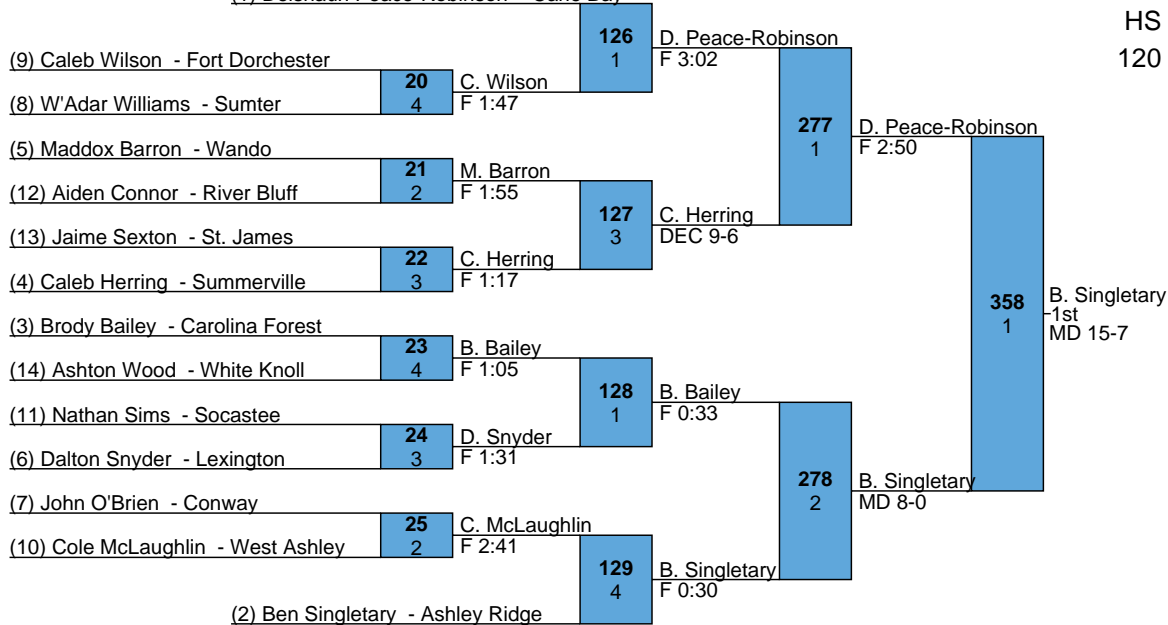 (1) Peace-Robinson - Cane Bay
HS
120
126
1
D. Peace-Robinson
F 3:02
(9) Caleb Wilson - Fort Dorchester
20
4
C. Wilson
F 1:47
(8) W'Adar Williams - Sumter
277
1
D. Peace-Robinson
F 2:50
(5) Maddox Barron - Wando
21
2
M. Barron
F 1:55
(12) Aiden Connor - River Bluff
127
3
C. Herring
DEC 9-6
(13) Jaime Sexton - St. James
22
3
C. Herring
F 1:17
(4) Caleb Herring - Summerville
358
1
B. Singletary
1st
MD 15-7
(3) Brody Bailey - Carolina Forest
23
4
B. Bailey
F 1:05
(14) Ashton Wood - White Knoll
128
1
B. Bailey
F 0:33
(11) Nathan Sims - Socastee
24
3
D. Snyder
F 1:31
(6) Dalton Snyder - Lexington
278
2
B. Singletary
MD 8-0
(7) John O'Brien - Conway
25
2
C. McLaughlin
F 2:41
(10) Cole McLaughlin - West Ashley
129
4
B. Singletary
F 0:30
(2) Ben Singletary - Ashley Ridge